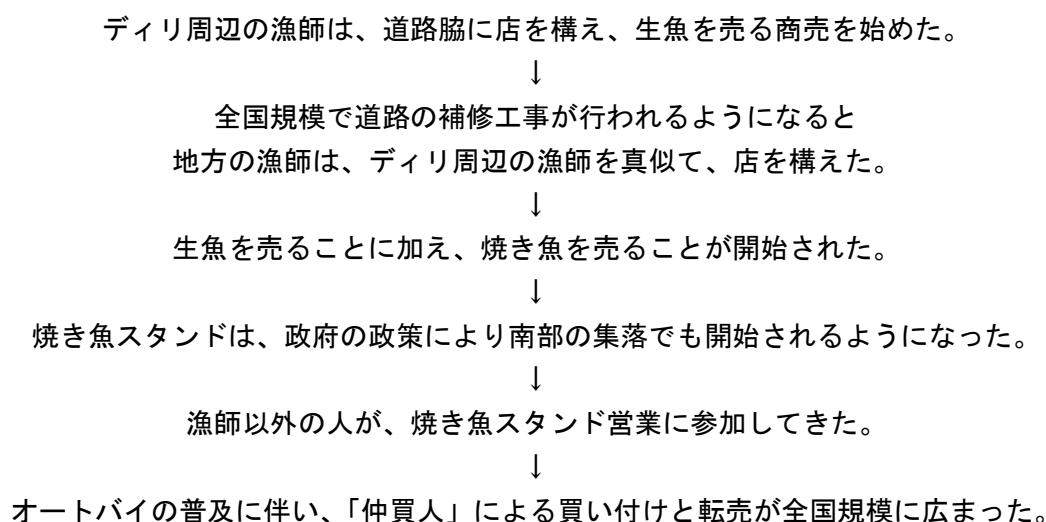 ディリ周辺の漁師は、道路脇に店を構え、生魚を売る商売を始めた。
↓
全国規模で道路の補修工事が行われるようになると
地方の漁師は、ディリ周辺の漁師を真似て、店を構えた。
↓
生魚を売ることに加え、焼き魚を売ることが開始された。
↓
焼き魚スタンドは、政府の政策により南部の集落でも開始されるようになった。
↓
漁師以外の人が、焼き魚スタンド営業に参加してきた。
↓
オートバイの普及に伴い、「仲買人」による買い付けと転売が全国規模に広まった。